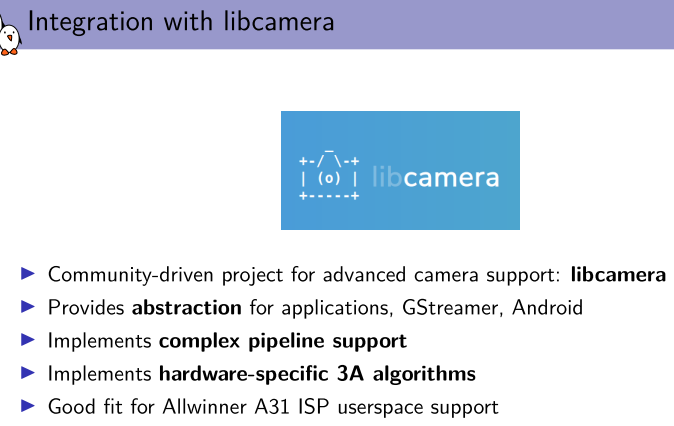 Integration with libcamera
_
+-/ \-+
| (o) |
+-----+
libcamera
▶ Community-driven project for advanced camera support: libcamera
▶ Provides abstraction for applications, GStreamer, Android
▶ Implements complex pipeline support
▶ Implements hardware-specific 3A algorithms
▶ Good fit for Allwinner A31 ISP userspace support